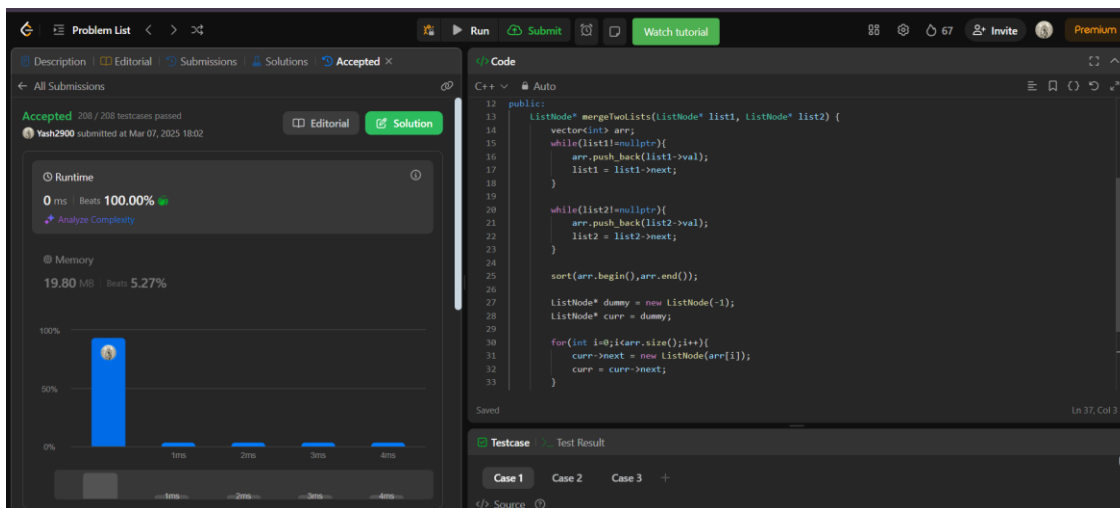 Problem List
Run
Submit
Watch tutorial
67
Invite
Premium
Description
Editorial
Submissions
Solutions
Accepted
All Submissions
Accepted 208 / 208 testcases passed
Yash2900 submitted at Mar 07, 2025 18:02
Editorial
Solution
Runtime
0 ms Beats 100.00%
Analyze Complexity
Memory
19.80 MB Beats 5.27%
100%
50%
0%
1ms 2ms 3ms 4ms
1ms 2ms 3ms 4ms
</> Code
C++ Auto
12 public:
13 ListNode* mergeTwoLists(ListNode* list1, ListNode* list2) {
14 vector<int> arr;
15 while(list1!=nullptr){
16 arr.push_back(list1->val);
17 list1 = list1->next;
18 }
19
20 while(list2!=nullptr){
21 arr.push_back(list2->val);
22 list2 = list2->next;
23 }
24
25 sort(arr.begin(),arr.end());
26
27 ListNode* dummy = new ListNode(-1);
28 ListNode* curr = dummy;
29
30 for(int i=0;i<arr.size();i++){
31 curr->next = new ListNode(arr[i]);
32 curr = curr->next;
33 }
Saved
Ln 37, Col 3
Testcase
Test Result
Case 1 Case 2 Case 3 +
</> Source